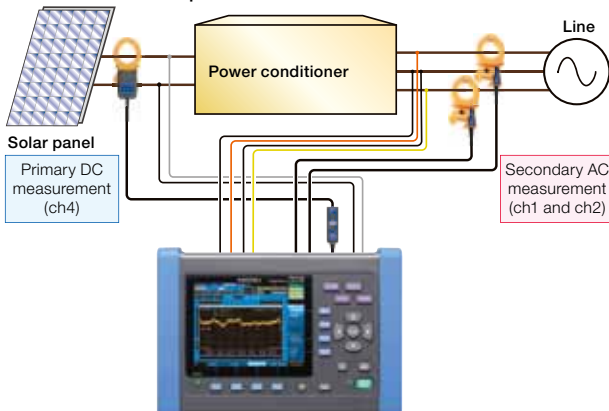 Power conditioner
Line
Solar panel
Primary DC
measurement
(ch4)
Secondary AC
measurement
(ch1 and ch2)